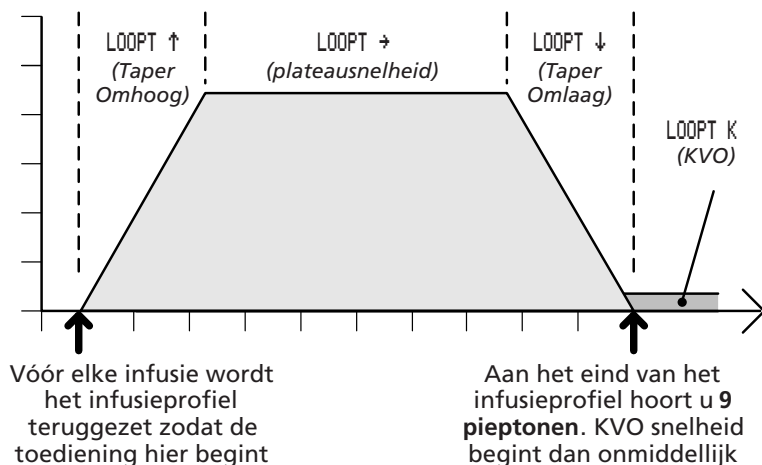 LOOPT ↑
(Taper
Omhoog)
LOOPT →
(plateausnelheid)
LOOPT ↓
(Taper
Omlaag)
LOOPT K
(KVO)
Vóór elke infusie wordt
het infusieprofiel
teruggezet zodat de
toediening hier begint
Aan het eind van het
infusieprofiel hoort u 9
pieptonen. KVO snelheid
begint dan onmiddellijk